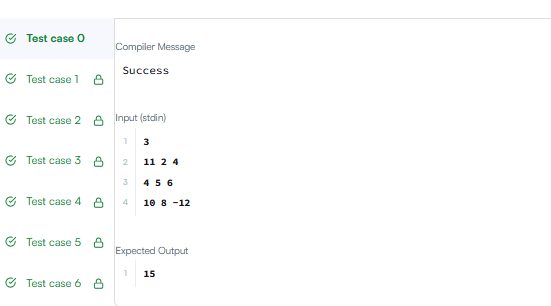 Test case 0
Test case 1
Test case 2
Test case 3
Test case 4
Test case 5
Test case 6
Compiler Message
Success
Input (stdin)
1 3
2 11 2 4
3 4 5 6
4 10 8 -12
Expected Output
1 15